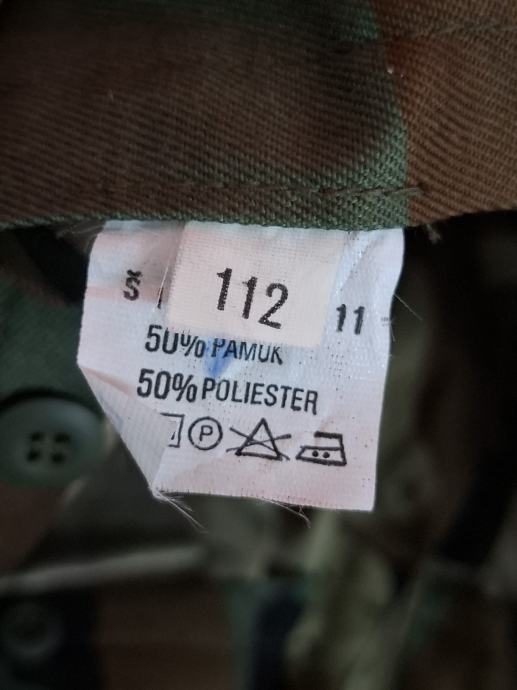 S 112 11
50% PAMUK
50% POLIESTER
P